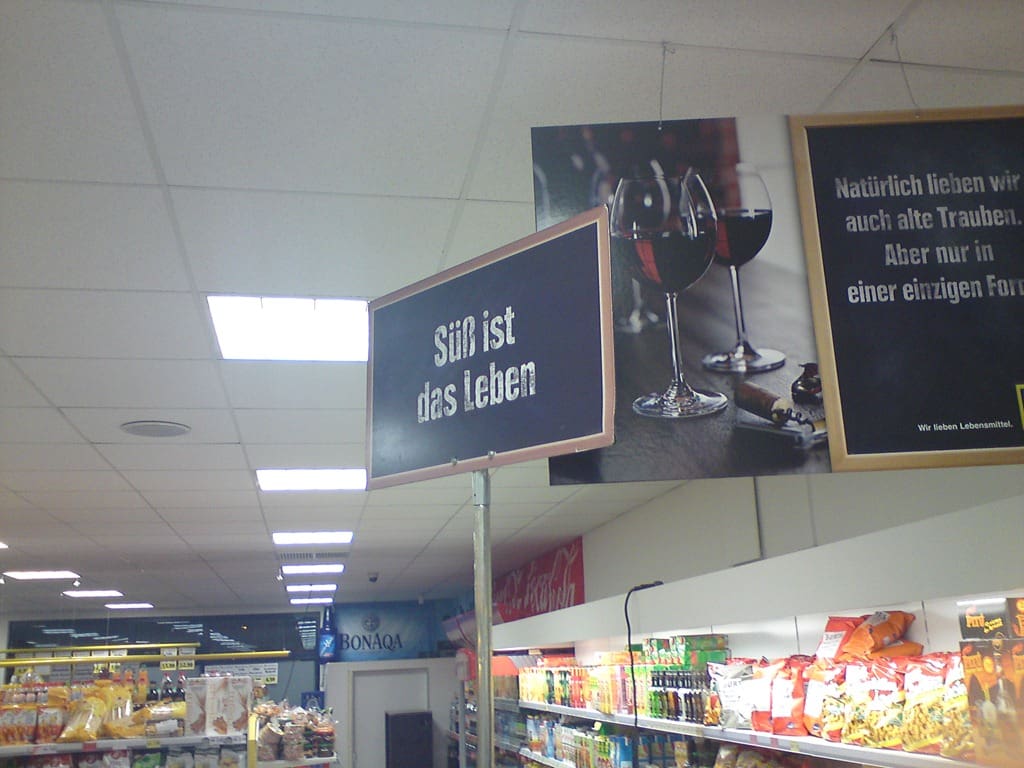 Süß ist
das Leben
Natürlich lieben wir
auch alte Trauben.
Aber nur in
einer einzigen
Wir lieben Lebensmittel.
BONAQA